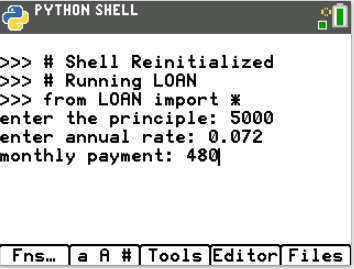 PYTHON SHELL
>>> # Shell Reinitialized
>>> # Running LOAN
>>> from LOAN import *
enter the principle: 5000
enter annual rate: 0.072
monthly payment: 480
Fns… a A # Tools Editor Files